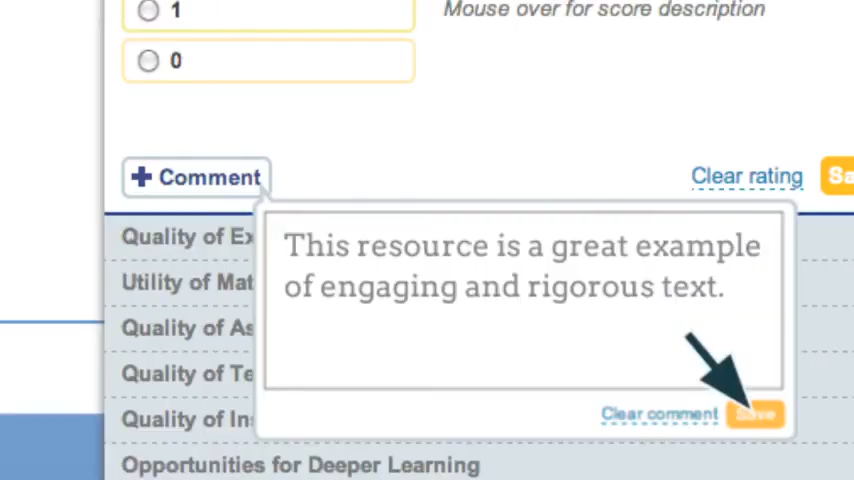 1
Mouse over for score description
0
+ Comment
Clear rating
Sa
Quality of Ex
This resource is a great example
of engaging and rigorous text.
Utility of Mat
Quality of As
Quality of Te
Quality of In
Clear comment
Save
Opportunities for Deeper Learning